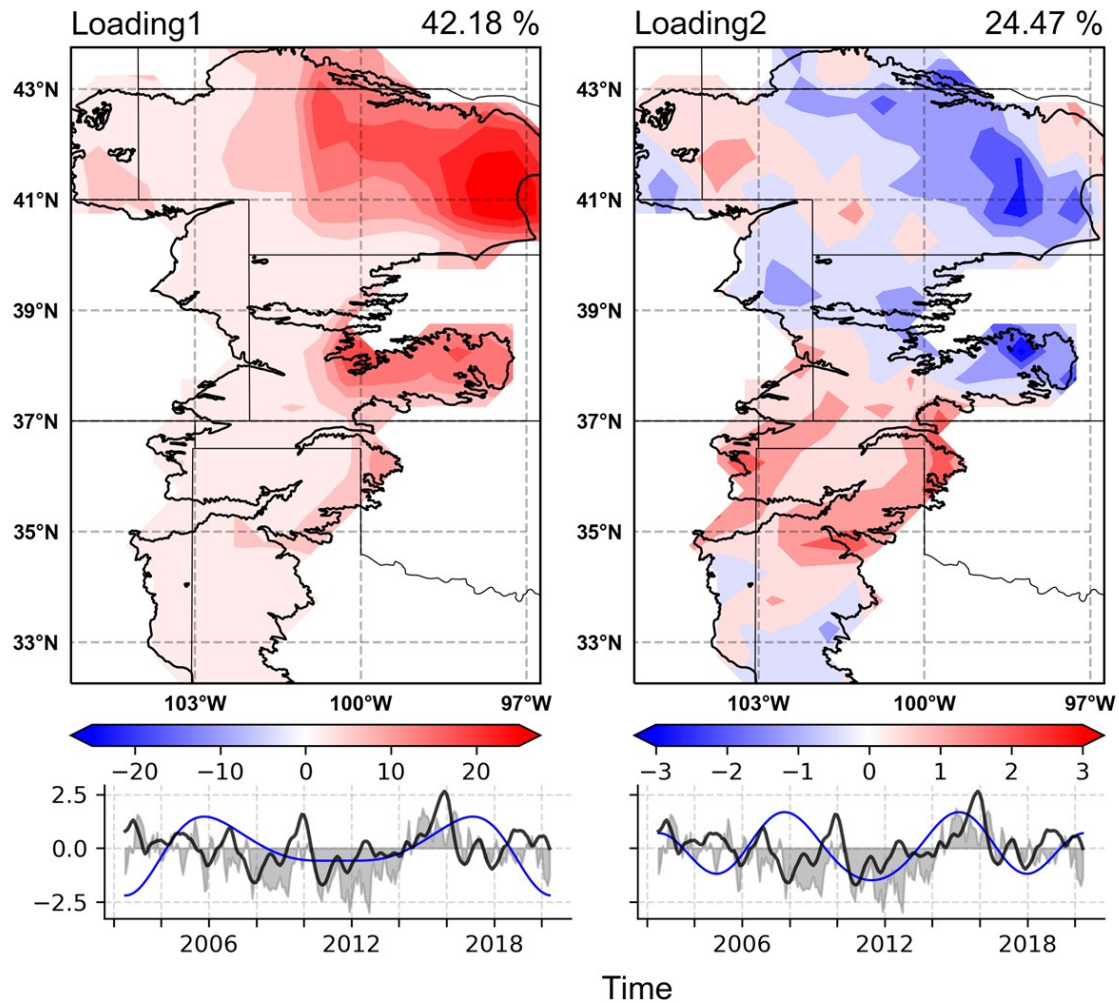 Loading1 42.18 % Loading2 24.47 %
43°N 43°N
41°N 41°N
39°N 39°N
37°N 37°N
35°N 35°N
33°N 33°N
103°W 100°W 97°W 103°W 100°W 97°W
−20 −10 0 10 20 −3 −2 −1 0 1 2 3
2.5
0.0
−2.5
2006 2012 2018 2006 2012 2018
Time